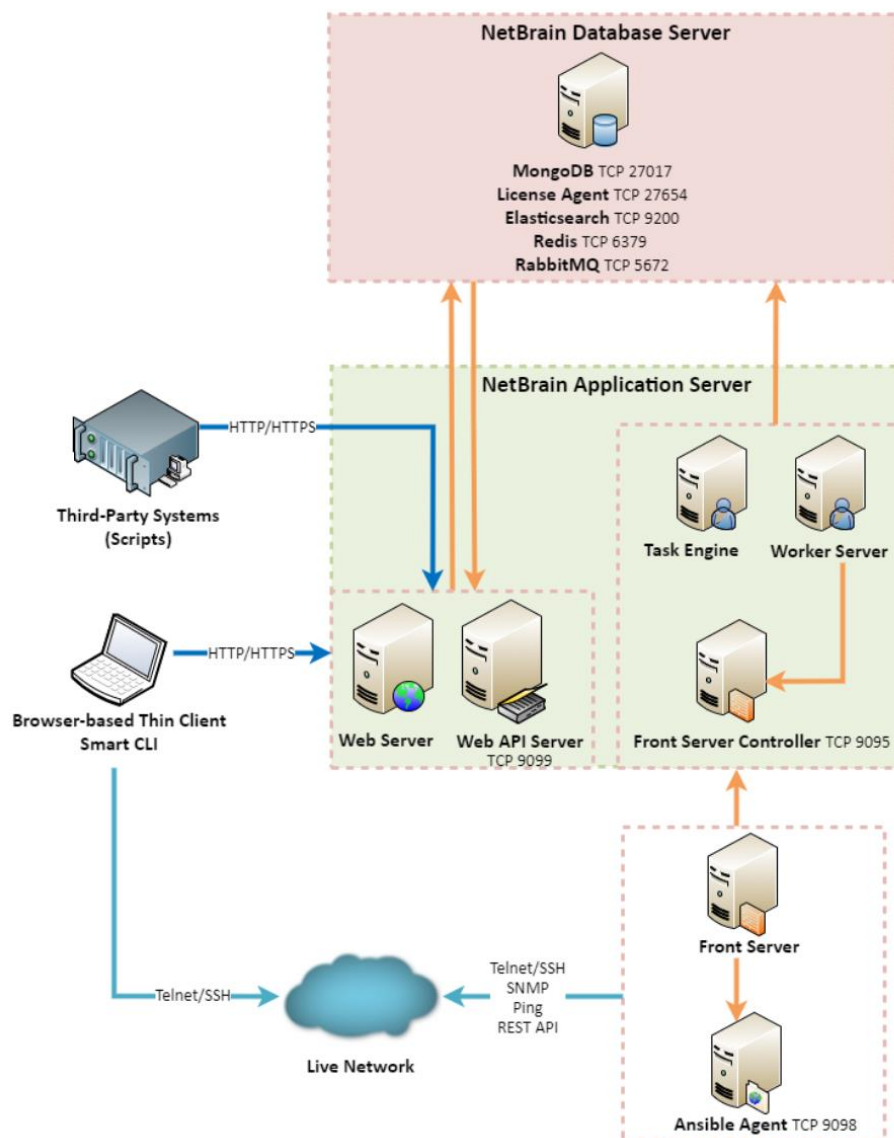 NetBrain Database Server
MongoDB TCP 27017
License Agent TCP 27654
Elasticsearch TCP 9200
Redis TCP 6379
RabbitMQ TCP 5672
NetBrain Application Server
HTTP/HTTPS
Third-Party Systems
(Scripts)
Task Engine
Worker Server
HTTP/HTTPS
Browser-based Thin Client
Smart CLI
Web Server
Web API Server
TCP 9099
Front Server Controller TCP 9095
Front Server
Telnet/SSH
Telnet/SSH
SNMP
Ping
REST API
Live Network
Ansible Agent TCP 9098